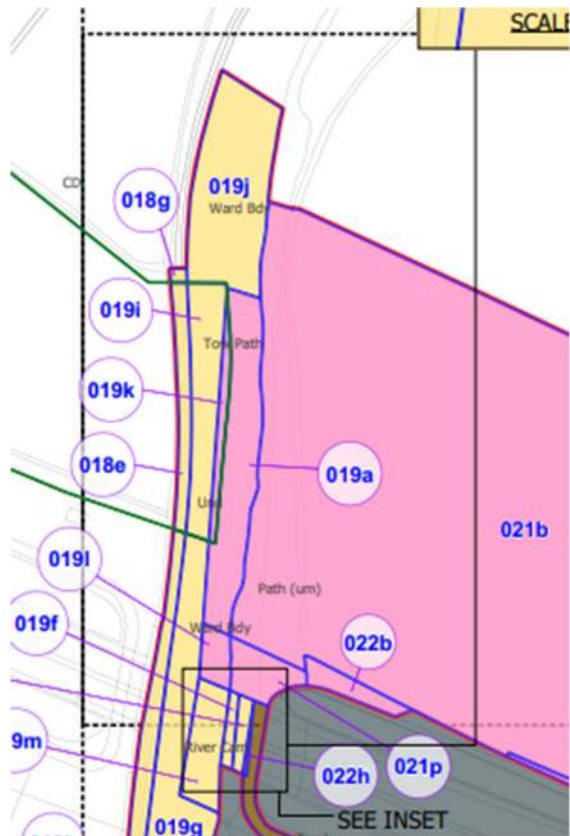 SCALE
019j
Ward Bdy
018g
CD
019i
Tow Path
019k
019a
018e
Und
021b
019l
Path (um)
Ward Bdy
019f
022b
9m
River Cam
022h
021p
019g
SEE INSET